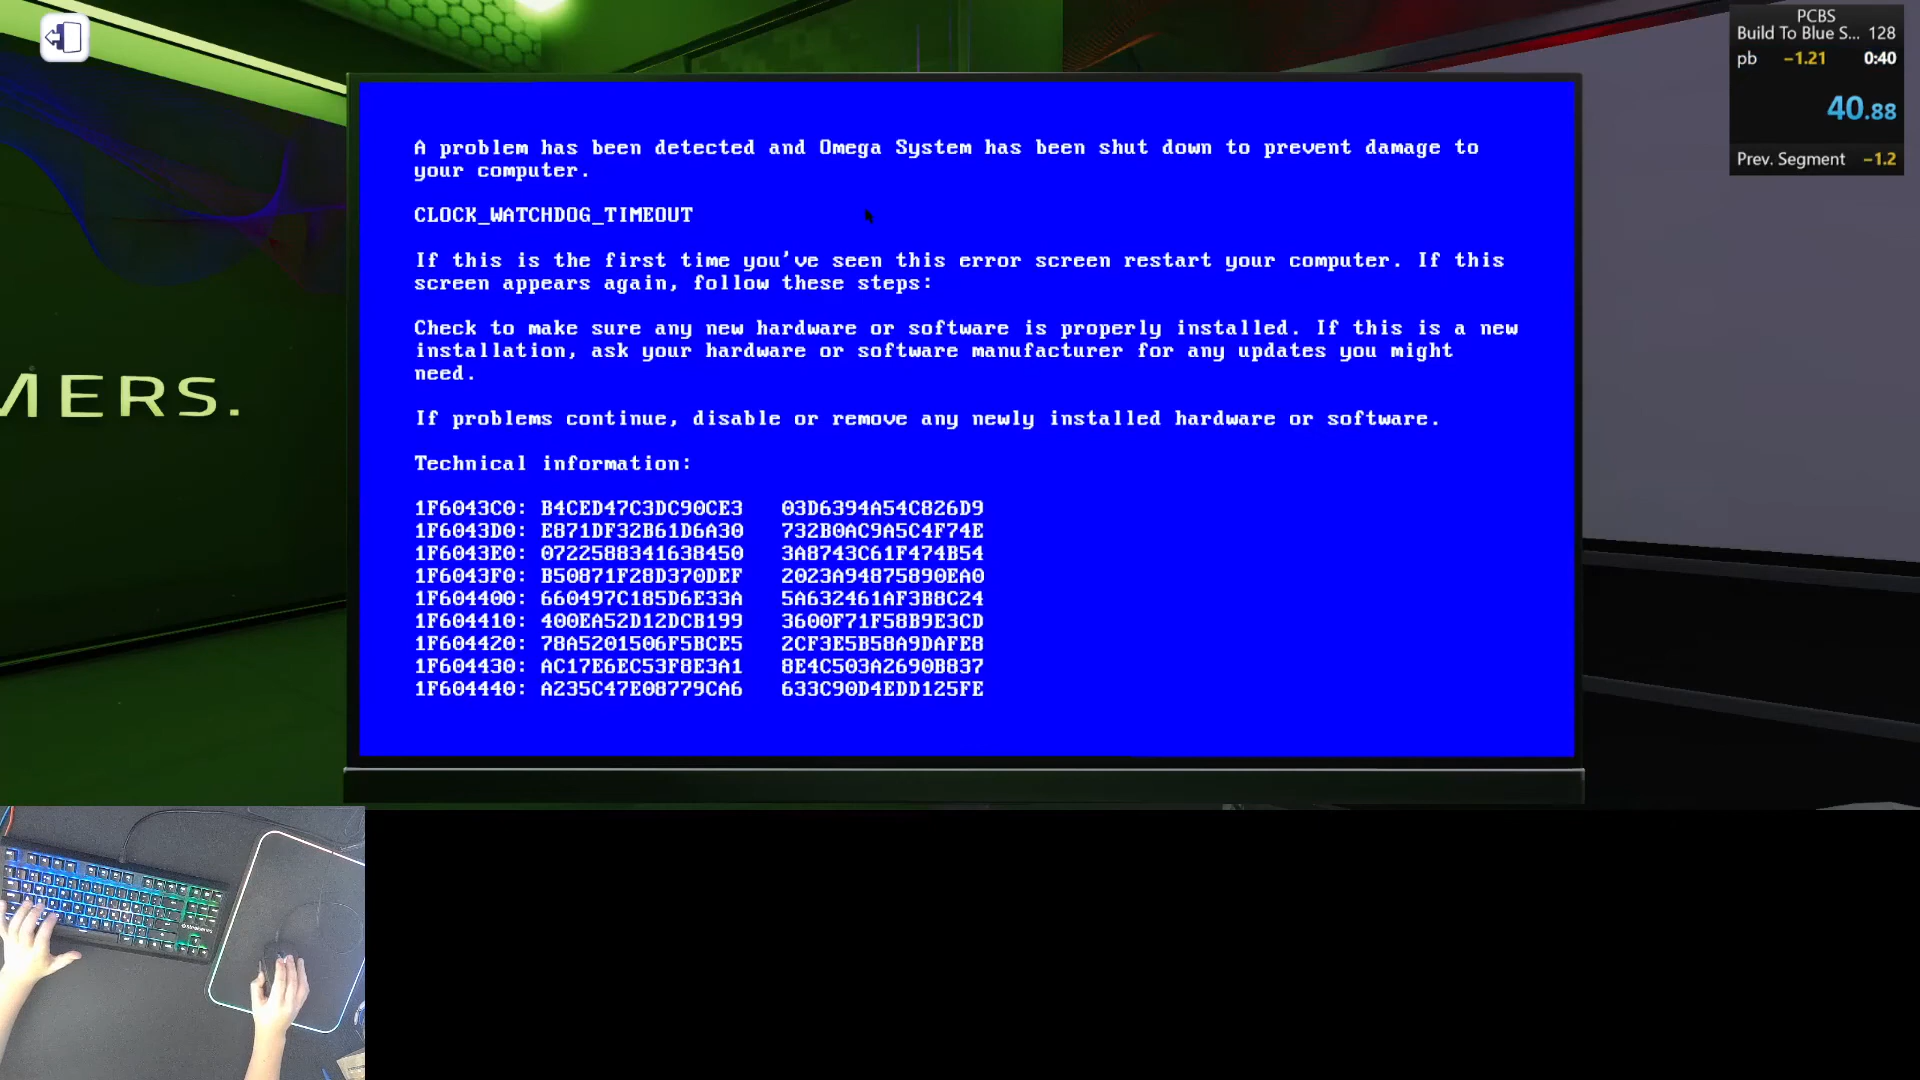 PCBS
Build To Blue S... 128
pb -1.21 0:40
40.88
Prev. Segment -1.2
A problem has been detected and Omega System has been shut down to prevent damage to
your computer.
CLOCK_WATCHDOG_TIMEOUT
If this is the first time you've seen this error screen restart your computer. If this
screen appears again, follow these steps:
Check to make sure any new hardware or software is properly installed. If this is a new
installation, ask your hardware or software manufacturer for any updates you might
need.
If problems continue, disable or remove any newly installed hardware or software.
Technical information:
1F6043C0: B4CED47C3DC90CE3 03D6394A54C826D9
1F6043D0: E871DF32B61D6A30 732B0AC9A5C4F74E
1F6043E0: 0722588341638450 3A8743C61F474B54
1F6043F0: B50871F28D370DEF 2023A94875890EA0
1F604400: 660497C185D6E33A 5A632461AF3B8C24
1F604410: 400EA52D12DCB199 3600F71F58B9E3CD
1F604420: 78A5201506F5BCE5 2CF3E5B58A9DAFE8
1F604430: AC17E6EC53F8E3A1 8E4C503A2690B837
1F604440: A235C47E08779CA6 633C90D4EDD125FE
MERS.